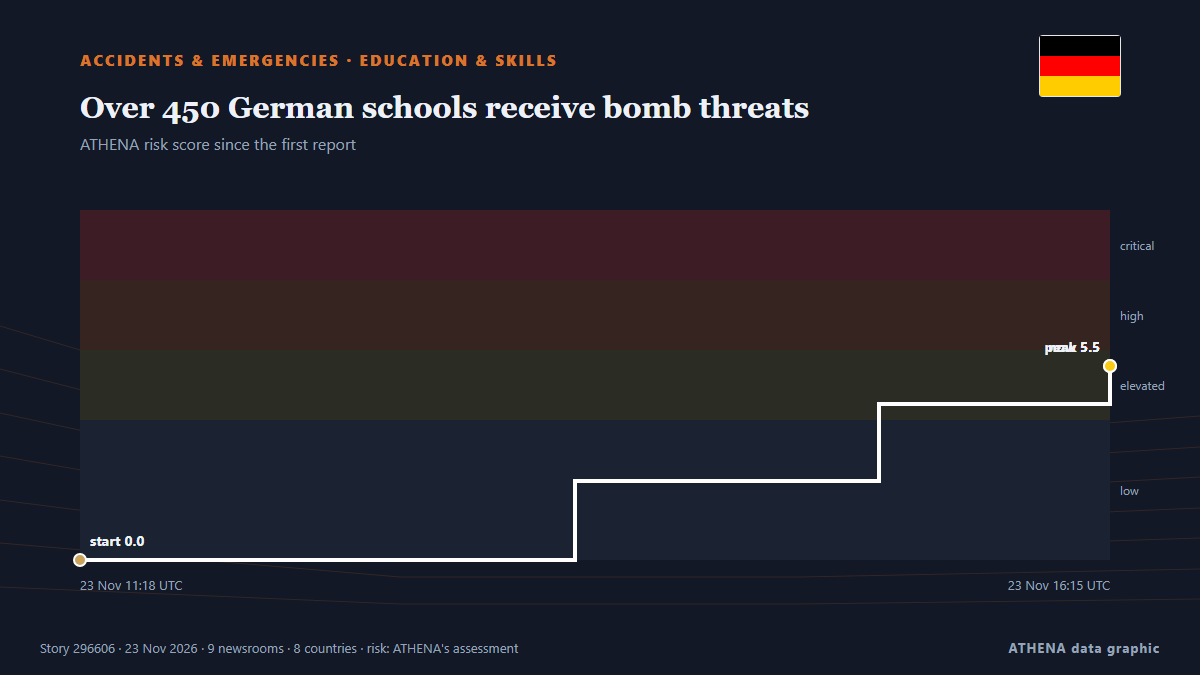 ACCIDENTS & EMERGENCIES · EDUCATION & SKILLS
Over 450 German schools receive bomb threats
ATHENA risk score since the first report
critical
high
peak 5.5
elevated
low
start 0.0
23 Nov 11:18 UTC
23 Nov 16:15 UTC
Story 296606 · 23 Nov 2026 · 9 newsrooms · 8 countries · risk: ATHENA's assessment
ATHENA data graphic